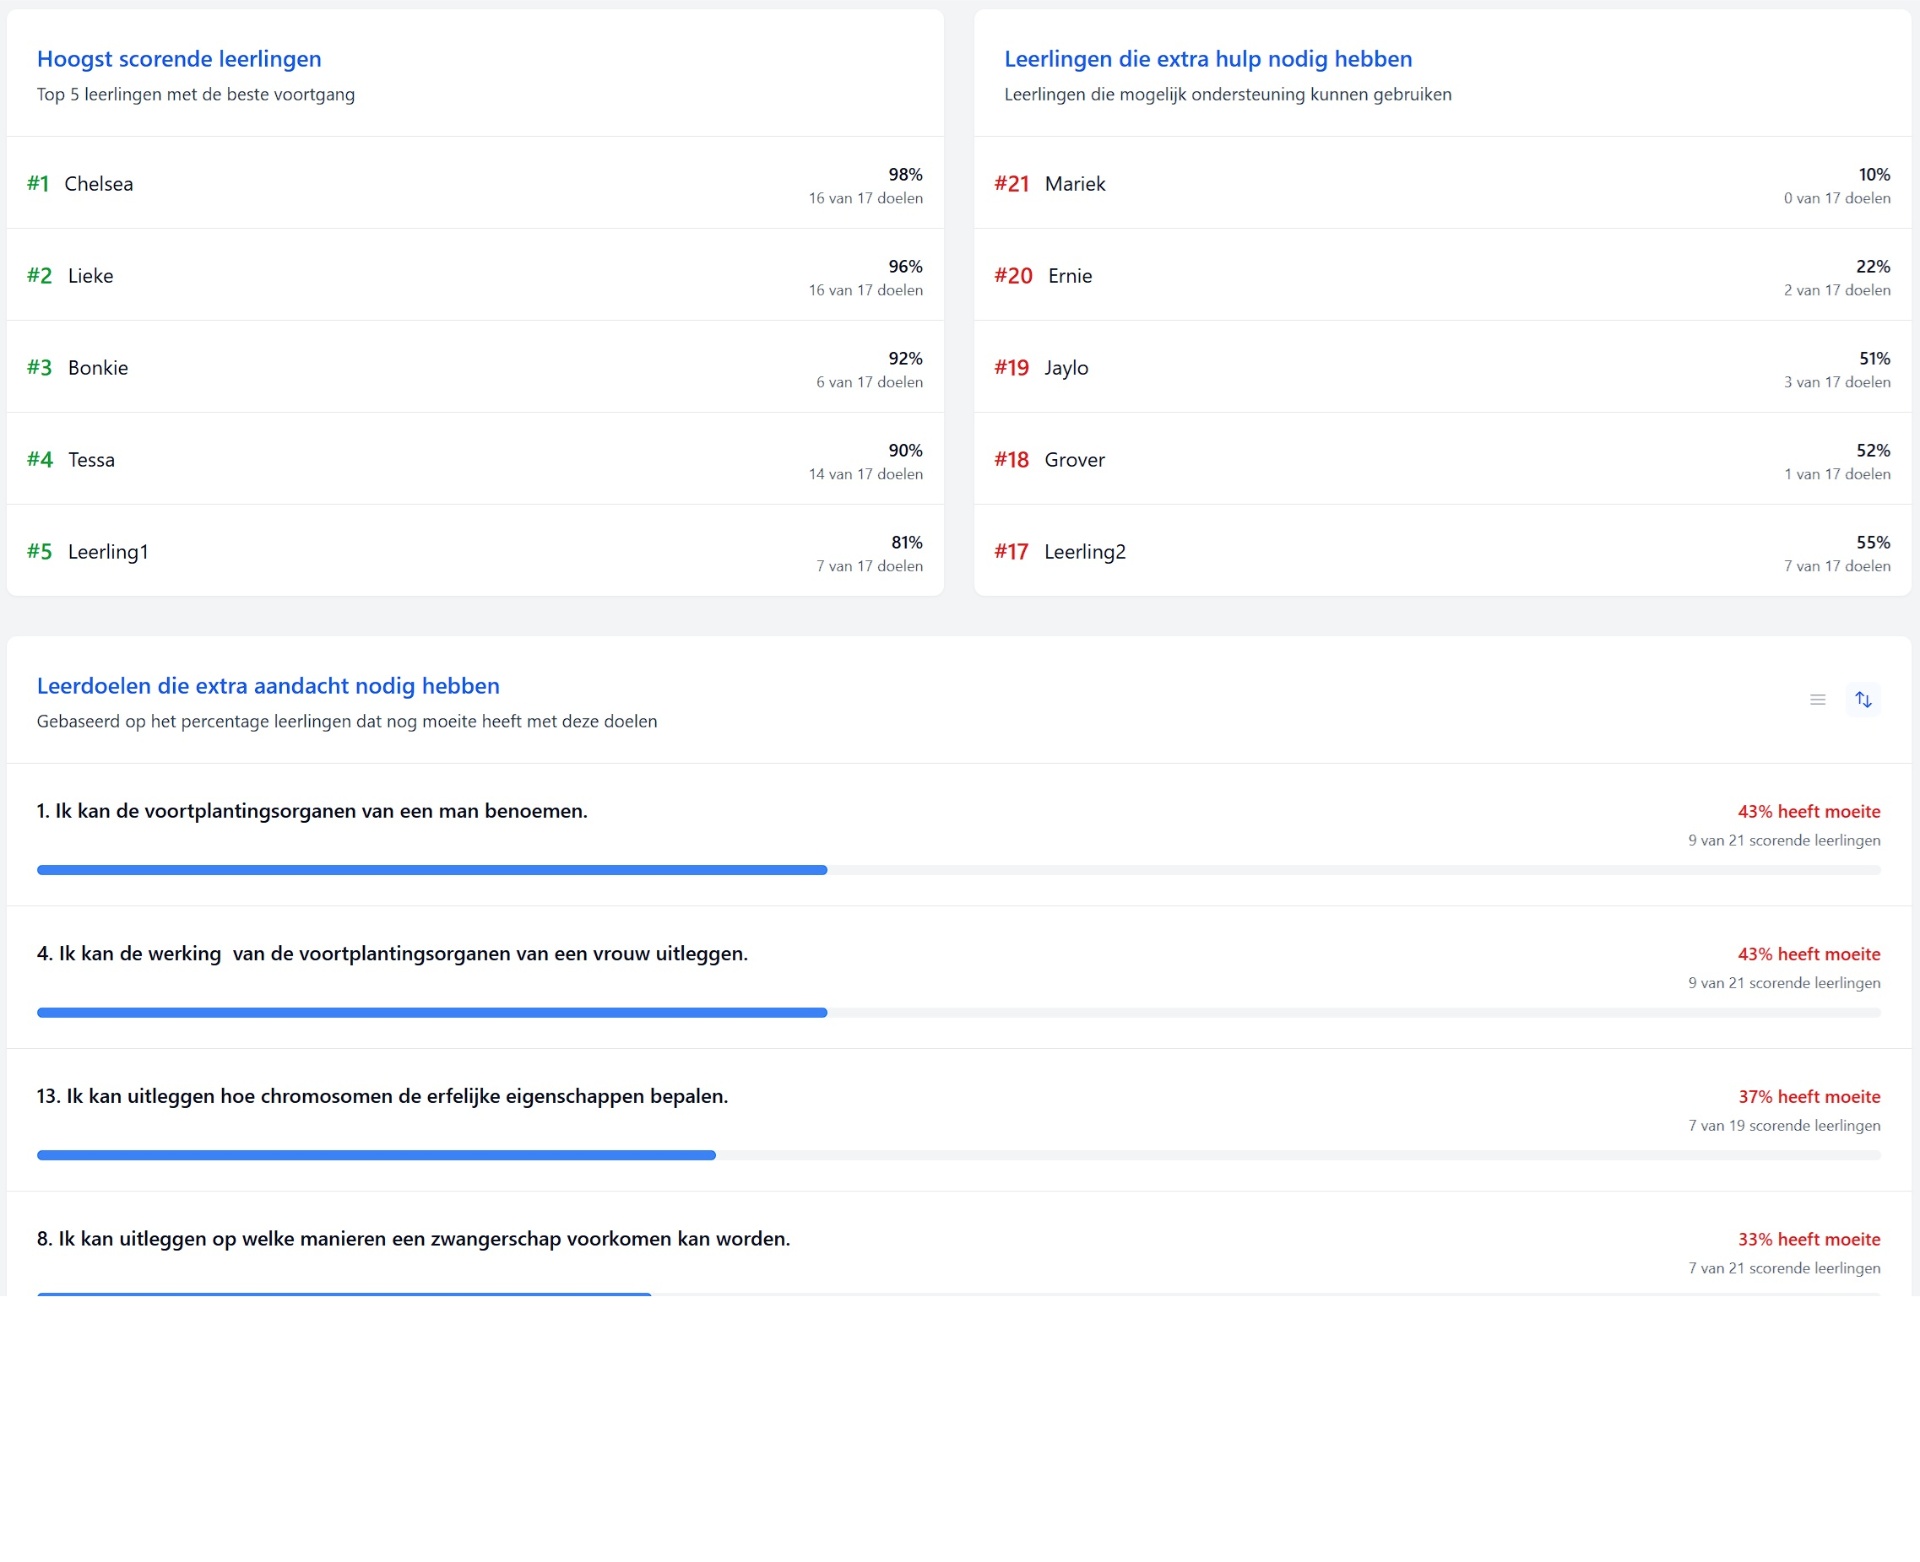 Hoogst scorende leerlingen
Top 5 leerlingen met de beste voortgang
#1 Chelsea
98%
16 van 17 doelen
#2 Lieke
96%
16 van 17 doelen
#3 Bonkie
92%
6 van 17 doelen
#4 Tessa
90%
14 van 17 doelen
#5 Leerling1
81%
7 van 17 doelen
Leerlingen die extra hulp nodig hebben
Leerlingen die mogelijk ondersteuning kunnen gebruiken
#21 Mariek
10%
0 van 17 doelen
#20 Ernie
22%
2 van 17 doelen
#19 Jaylo
51%
3 van 17 doelen
#18 Grover
52%
1 van 17 doelen
#17 Leerling2
55%
7 van 17 doelen
Leerdoelen die extra aandacht nodig hebben
Gebaseerd op het percentage leerlingen dat nog moeite heeft met deze doelen
1. Ik kan de voortplantingsorganen van een man benoemen.
43% heeft moeite
9 van 21 scorende leerlingen
4. Ik kan de werking  van de voortplantingsorganen van een vrouw uitleggen.
43% heeft moeite
9 van 21 scorende leerlingen
13. Ik kan uitleggen hoe chromosomen de erfelijke eigenschappen bepalen.
37% heeft moeite
7 van 19 scorende leerlingen
8. Ik kan uitleggen op welke manieren een zwangerschap voorkomen kan worden.
33% heeft moeite
7 van 21 scorende leerlingen